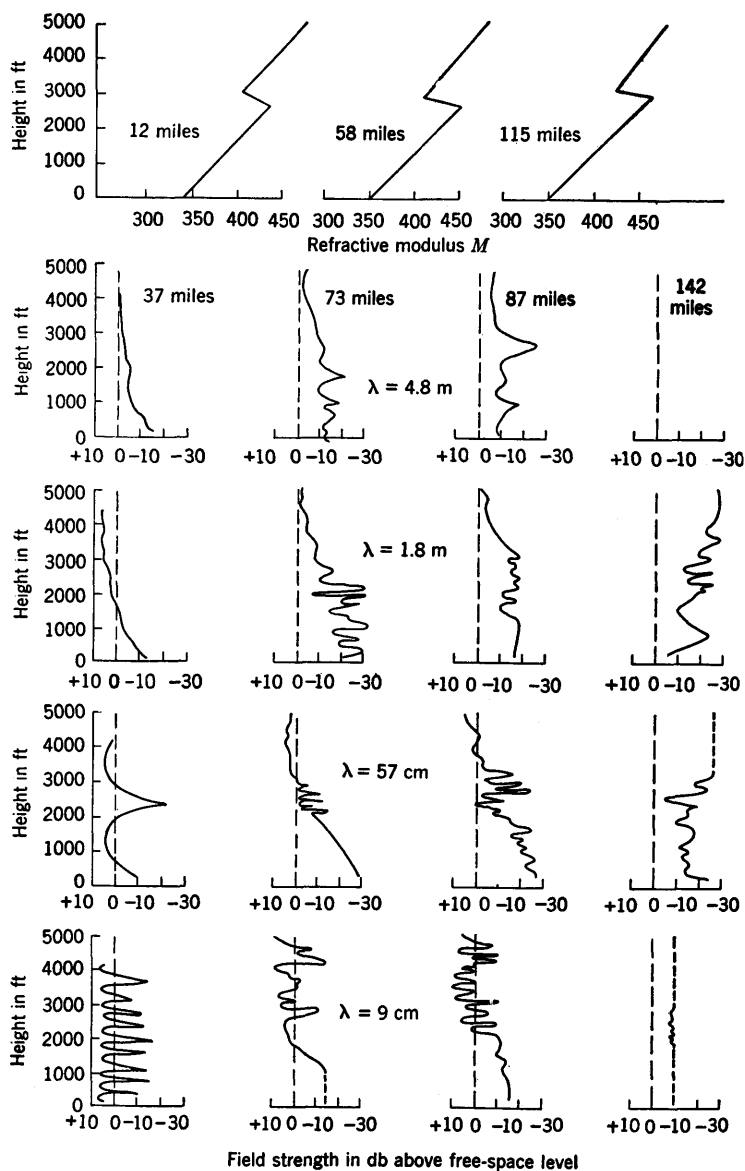 Height in ft
5000
4000
3000
2000
1000
0
12 miles
58 miles
115 miles
300 350 400 450 300 350 400 450 300 350 400 450
Refractive modulus M
Height in ft
5000
4000
3000
2000
1000
0
37 miles
73 miles
87 miles
142 miles
λ = 4.8 m
+10 0 -10 -30 +10 0 -10 -30 +10 0 -10 -30 +10 0 -10 -30
Height in ft
5000
4000
3000
2000
1000
0
λ = 1.8 m
+10 0 -10 -30 +10 0 -10 -30 +10 0 -10 -30 +10 0 -10 -30
Height in ft
5000
4000
3000
2000
1000
0
λ = 57 cm
+10 0 -10 -30 +10 0 -10 -30 +10 0 -10 -30 +10 0 -10 -30
Height in ft
5000
4000
3000
2000
1000
0
λ = 9 cm
+10 0 -10 -30 +10 0 -10 -30 +10 0 -10 -30 +10 0 -10 -30
Field strength in db above free-space level